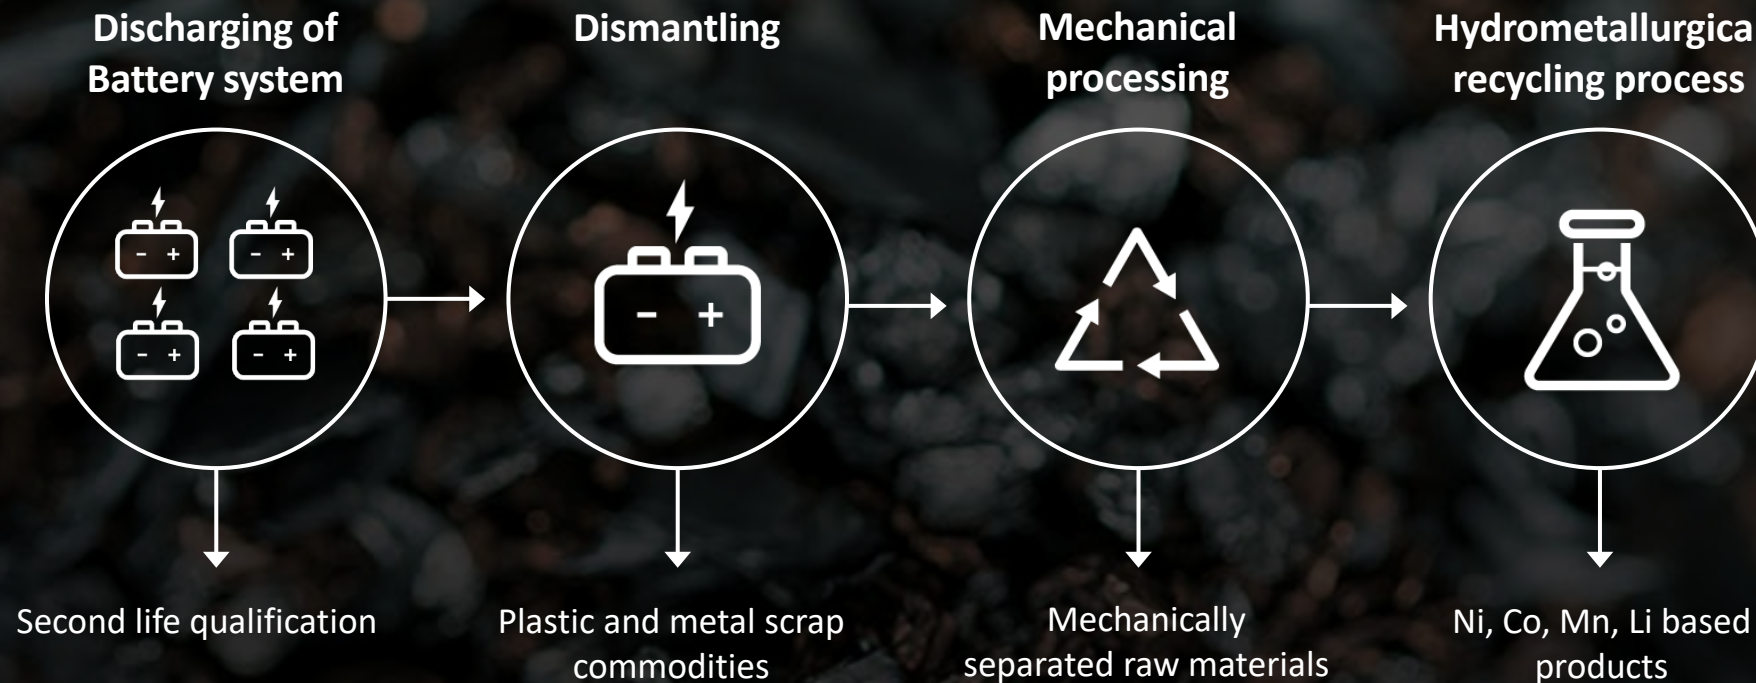 Discharging of
Battery system
Dismantling
Mechanical
processing
Hydrometallurgica
recycling process
- +
- +
- +
- +
- +
Second life qualification
Plastic and metal scrap
commodities
Mechanically
separated raw materials
Ni, Co, Mn, Li based
products